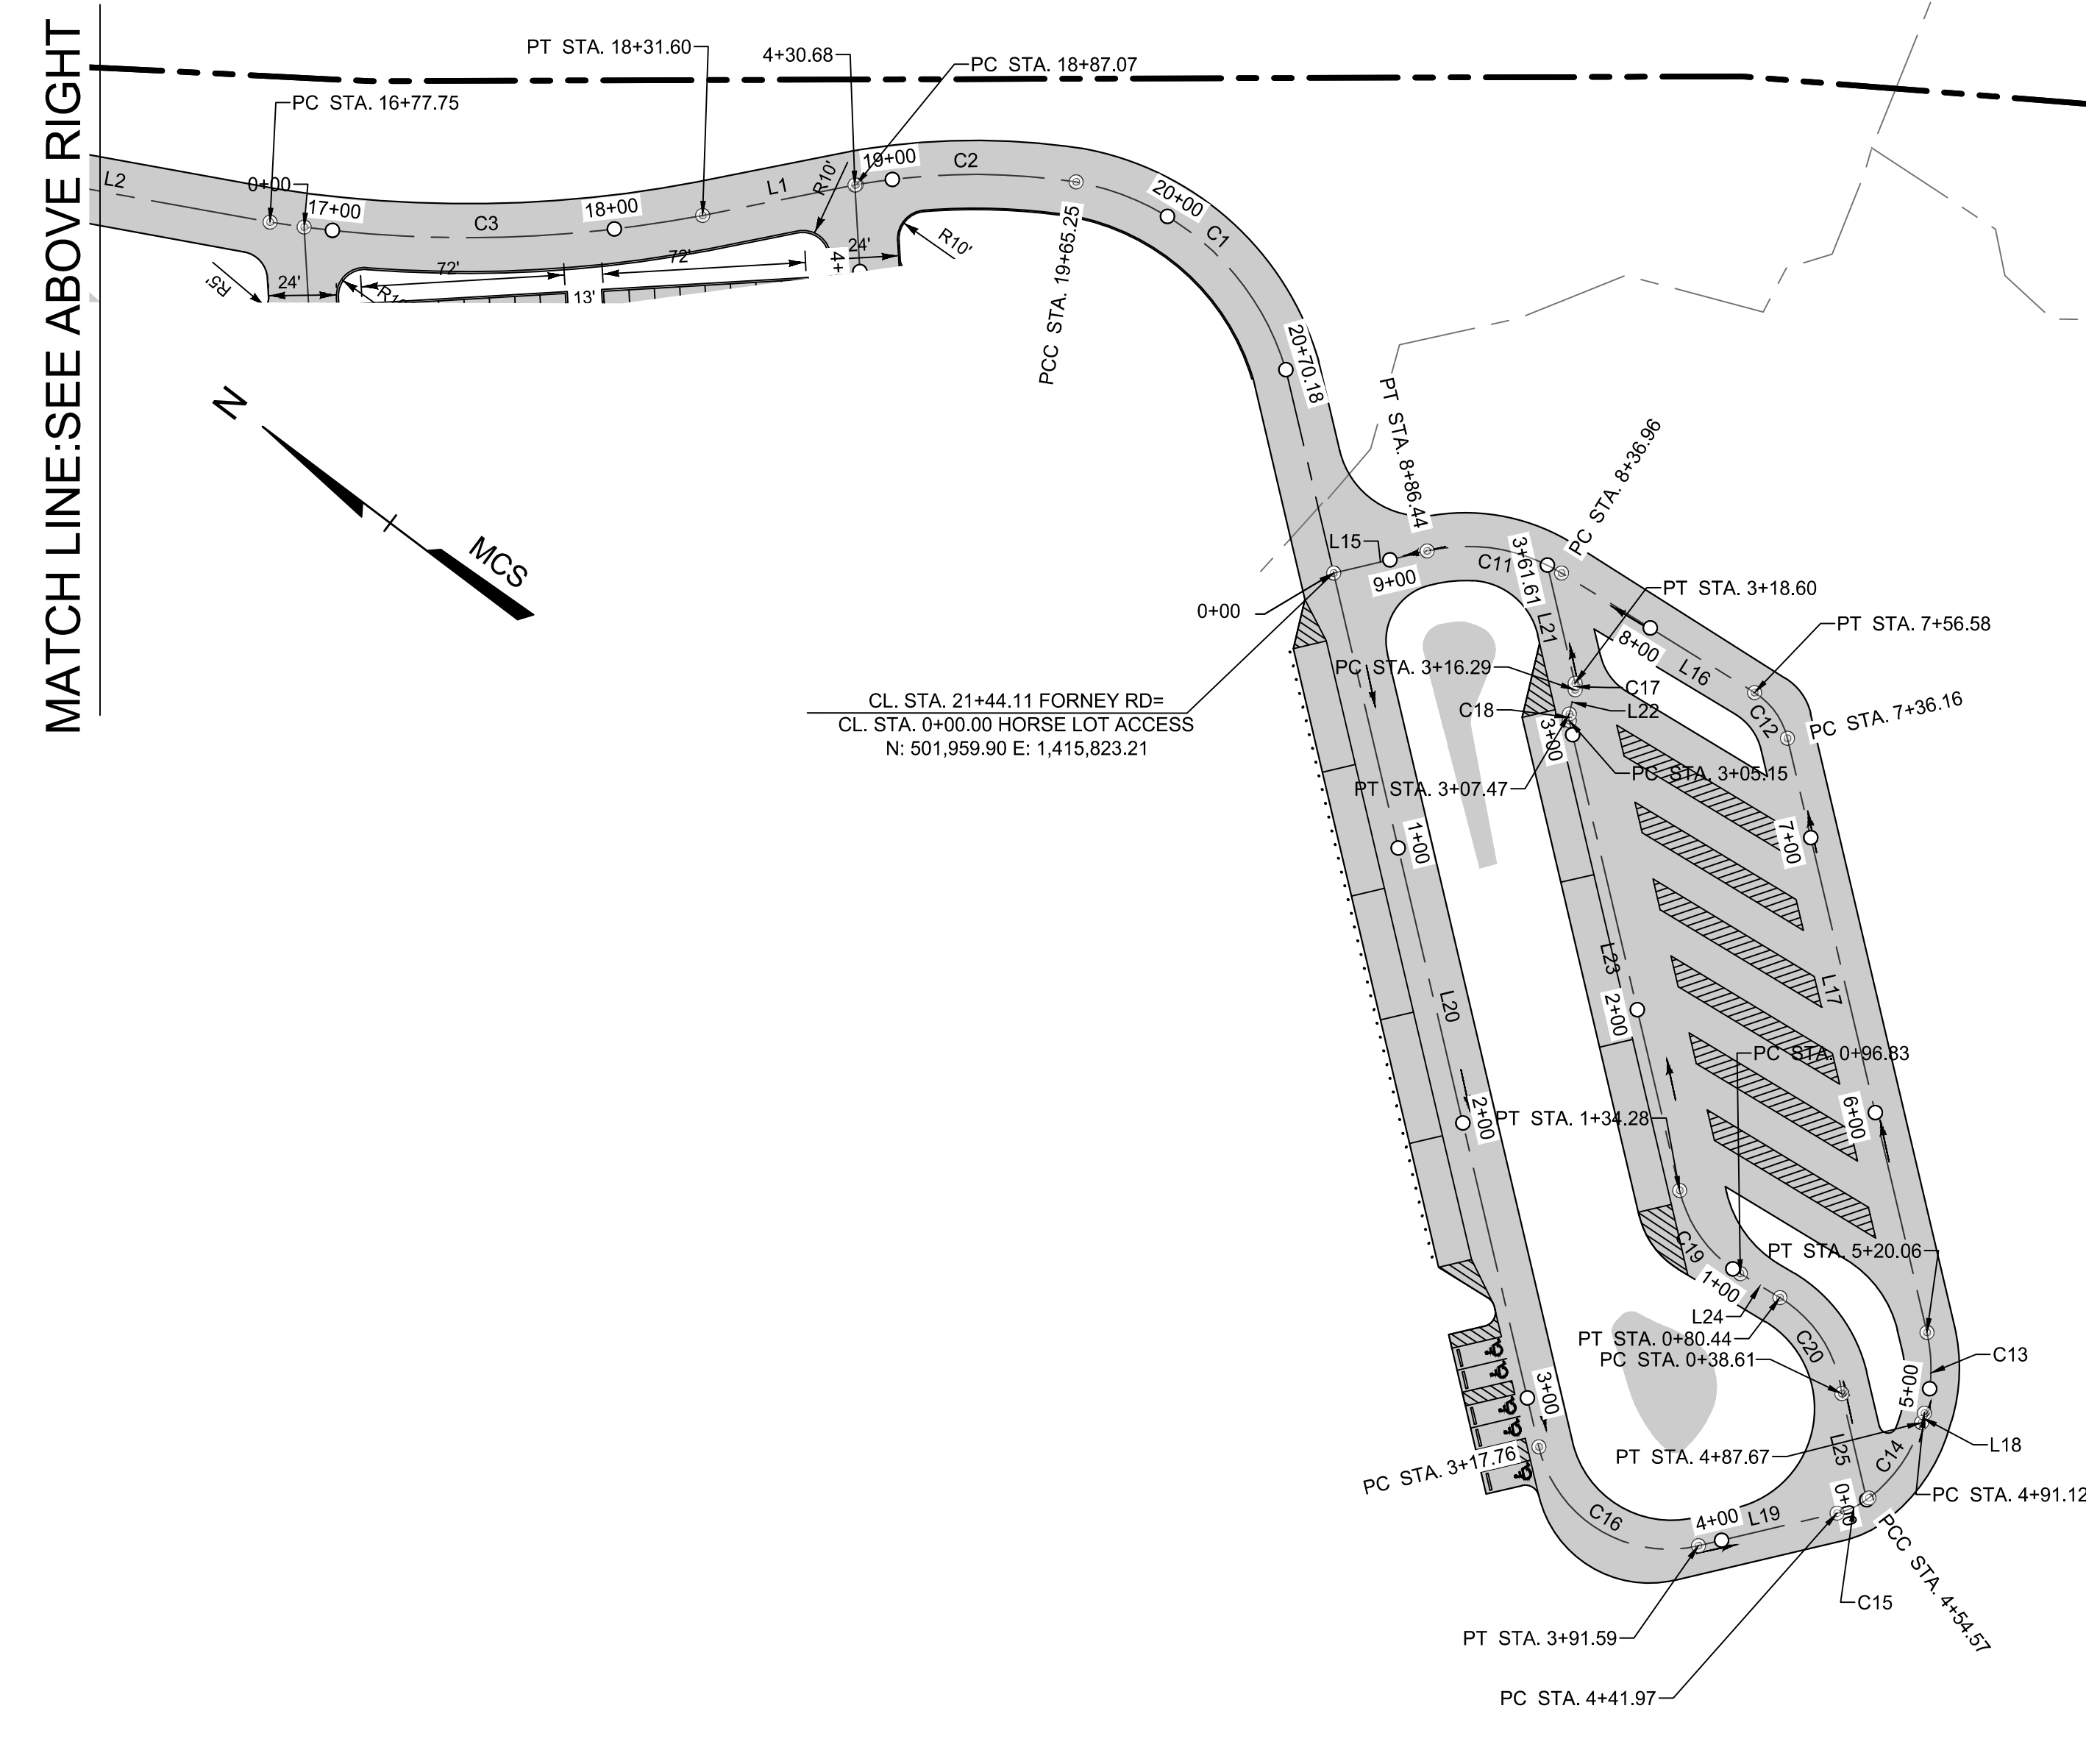 MATCH LINE:SEE ABOVE RIGHT
PT STA. 18+31.60
4+30.68
PC STA. 18+87.07
PC STA. 16+77.75
L2
0+00
17+00
C3
18+00
L1
R10'
19+00
C2
20+00
C1
PCC STA. 19+65.25
20+70.18
R5'
24'
72'
13'
72'
4+
24'
R10'
N
MCS
PT STA. 8+86.44
PC STA. 8+36.96
L15
9+00
C11
3+61.61
L21
0+00
PT STA. 3+18.60
PT STA. 7+56.58
8+00
L16
PC STA. 3+16.29
C17
C18
L22
C12
PC STA. 7+36.16
3+00
PC STA. 3+05.15
PT STA. 3+07.47
CL. STA. 21+44.11 FORNEY RD=
CL. STA. 0+00.00 HORSE LOT ACCESS
N: 501,959.90 E: 1,415,823.21
1+00
7+00
L23
L17
L20
2+00
PC STA. 0+96.83
2+00
PT STA. 1+34.28
6+00
C19
PT STA. 5+20.06
1+00
L24
PT STA. 0+80.44
C20
PC STA. 0+38.61
C13
5+00
3+00
L18
PT STA. 4+87.67
L25
C14
PC STA. 3+17.76
PC STA. 4+91.12
0+00
C16
4+00
L19
PCC STA. 4+54.57
C15
PT STA. 3+91.59
PC STA. 4+41.97